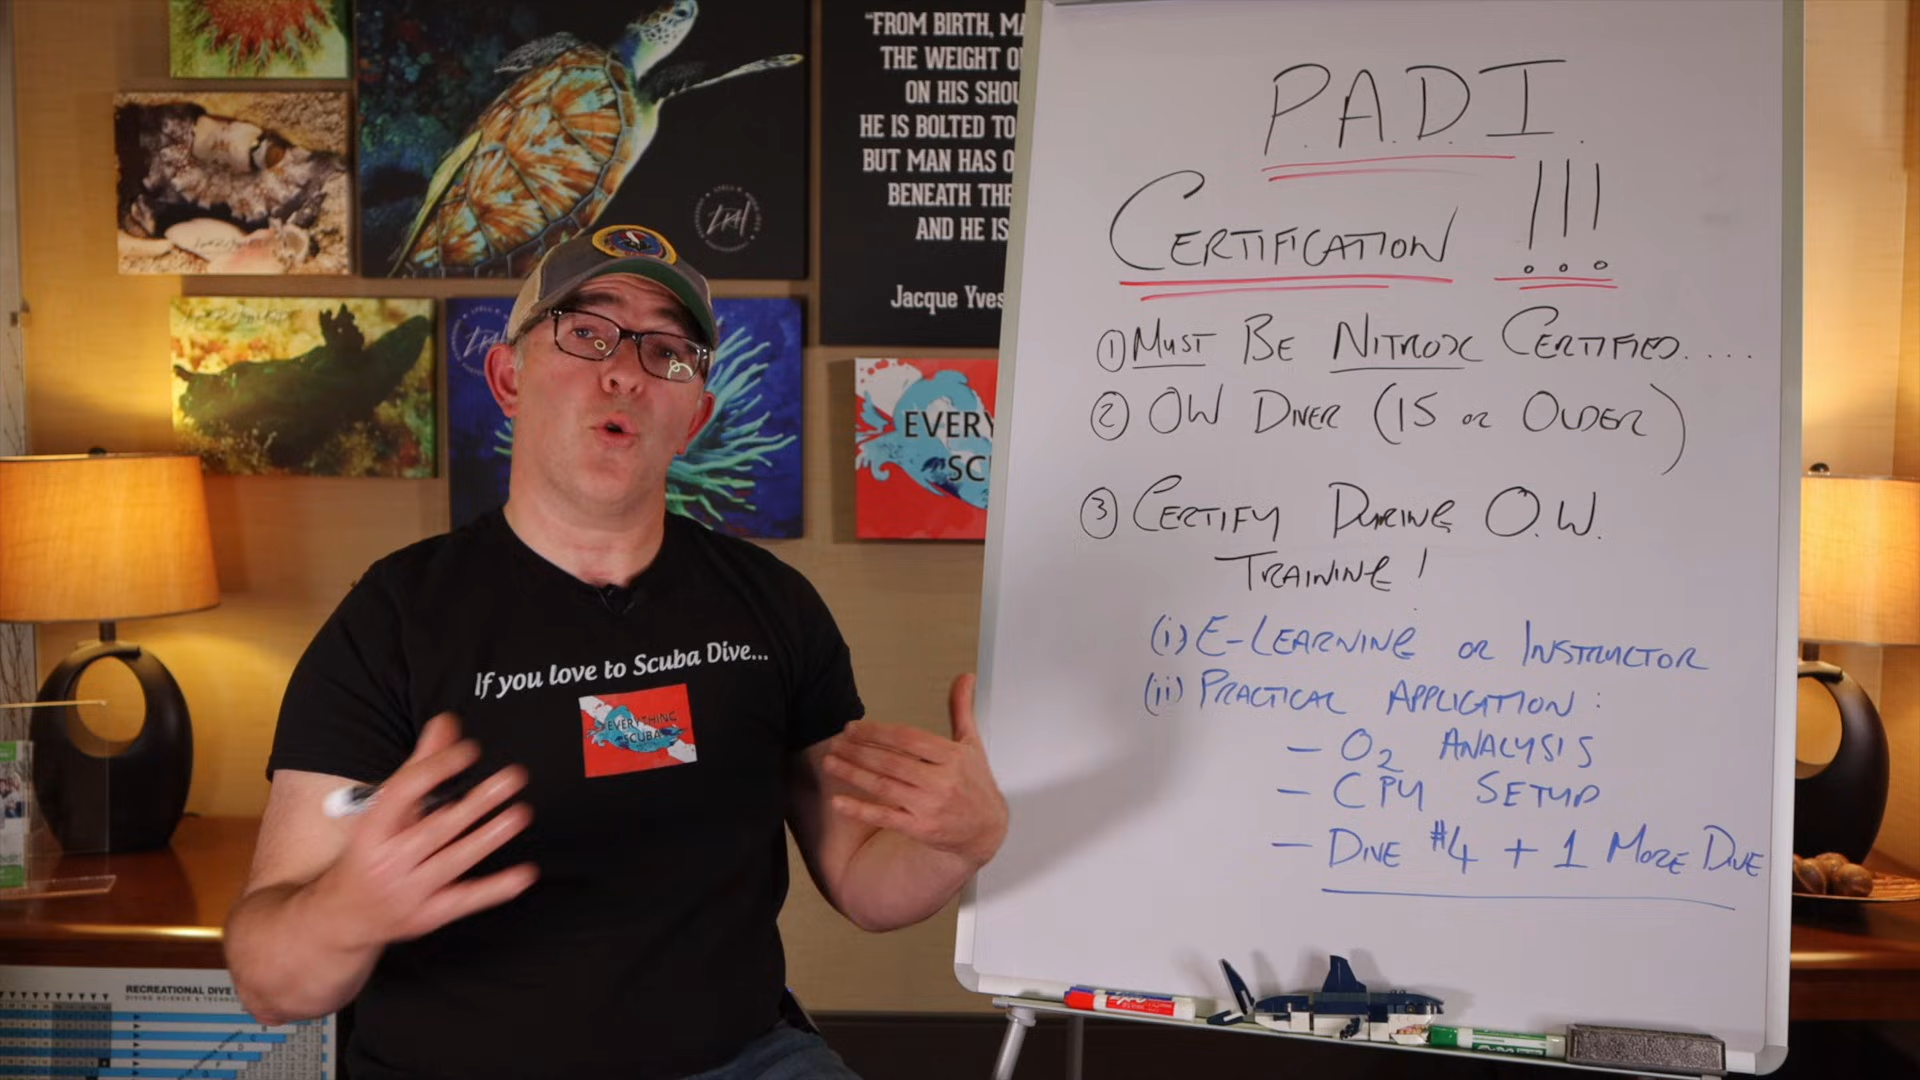 "FROM BIRTH, MA
THE WEIGHT O
ON HIS SHOU
HE IS BOLTED TO
BUT MAN HAS O
BENEATH THE
AND HE IS
Jacque Yves
EVERY
SC
If you love to Scuba Dive...
EVERYTHING
SCUBA
RECREATIONAL DIVE
P.A.D.I.
CERTIFICATION !!!
① MUST BE NITROX CERTIFIED....
② OW DIVER (15 OR OLDER)
③ CERTIFY DURING O.W.
TRAINING!
(i) E-LEARNING OR INSTRUCTOR
(ii) PRACTICAL APPLICATION:
- O2 ANALYSIS
- CPU SETUP
- DIVE #4 + 1 MORE DIVE